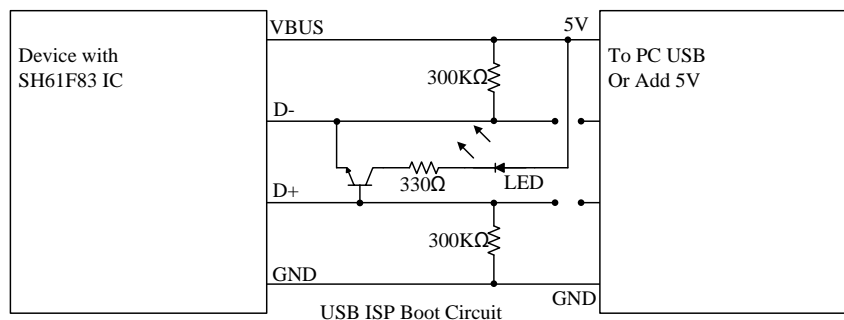 VBUS
5V
Device with
SH61F83 IC
To PC USB
Or Add 5V
300KΩ
D-
330Ω
LED
D+
300KΩ
GND
GND
USB ISP Boot Circuit